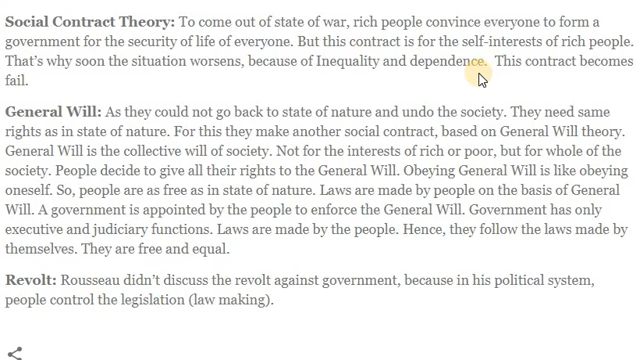 Social Contract Theory: To come out of state of war, rich people convince everyone to form a
government for the security of life of everyone. But this contract is for the self-interests of rich people.
That's why soon the situation worsens, because of Inequality and dependence. This contract becomes
fail.
General Will: As they could not go back to state of nature and undo the society. They need same
rights as in state of nature. For this they make another social contract, based on General Will theory.
General Will is the collective will of society. Not for the interests of rich or poor, but for whole of the
society. People decide to give all their rights to the General Will. Obeying General Will is like obeying
oneself. So, people are as free as in state of nature. Laws are made by people on the basis of General
Will. A government is appointed by the people to enforce the General Will. Government has only
executive and judiciary functions. Laws are made by the people. Hence, they follow the laws made by
themselves. They are free and equal.
Revolt: Rousseau didn't discuss the revolt against government, because in his political system,
people control the legislation (law making).